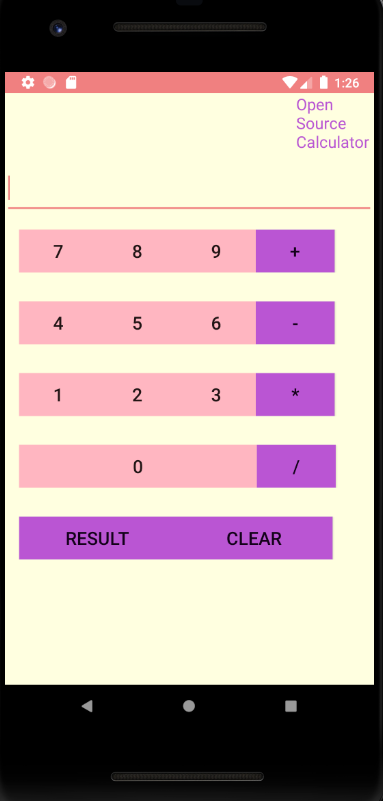 1:26
Open
Source
Calculator
7 8 9 +
4 5 6 -
1 2 3 *
0 /
RESULT CLEAR